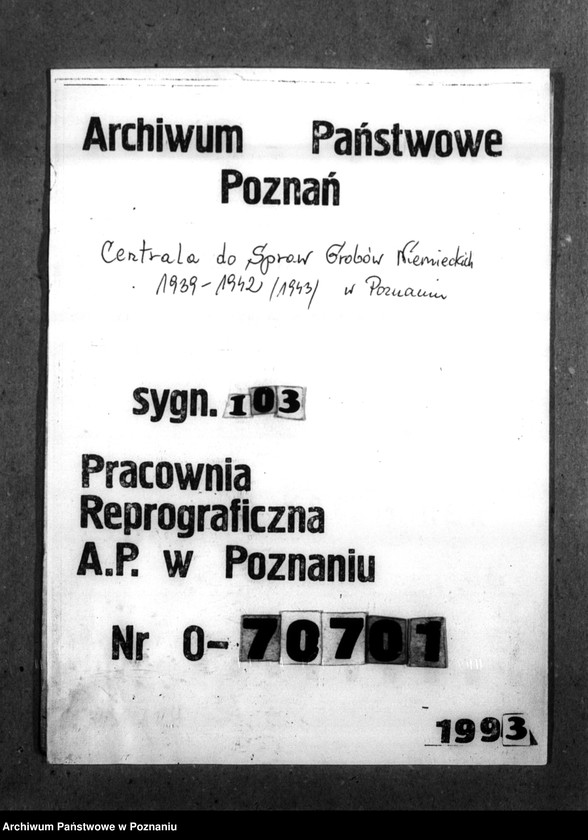 Archiwum Państwowe
Poznań
Centrala do Spraw Grobów Niemieckich
1939-1942 /1943/ w Poznaniu
sygn. 103
Pracownia
Reprograficzna
A.P. w Poznaniu
Nr O-70701
1993
Archiwum Państwowe w Poznaniu